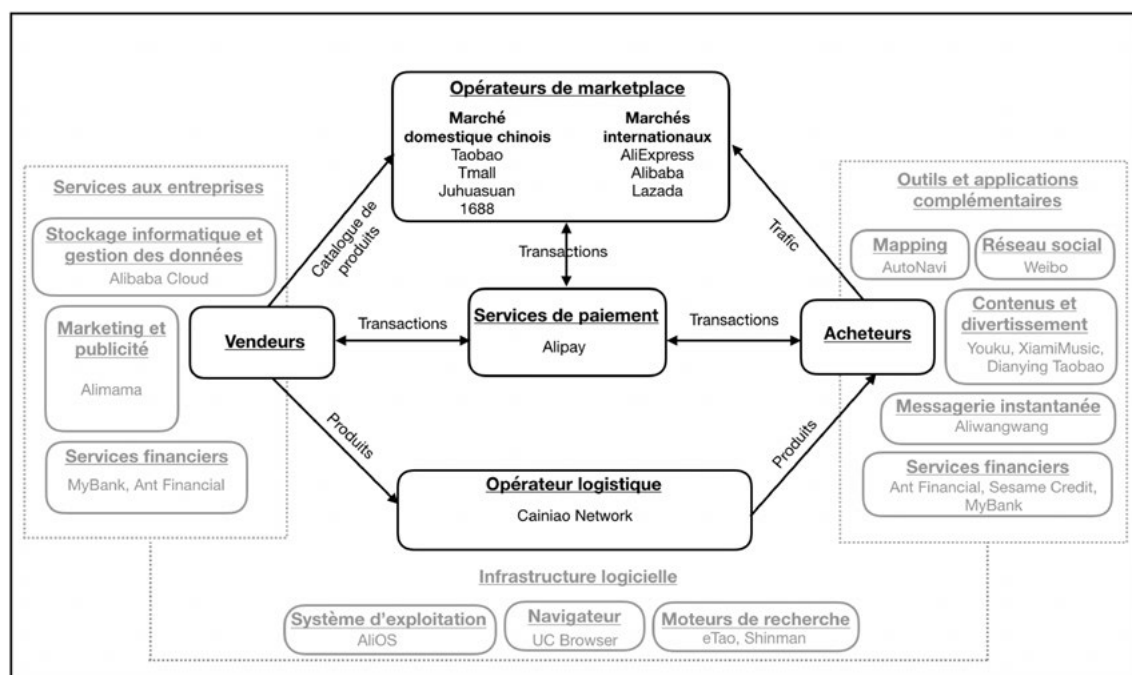 Opérateurs de marketplace
Marché
domestique chinois
Taobao
Tmall
Juhuasuan
1688
Marchés
internationaux
AliExpress
Alibaba
Lazada
Services aux entreprises
Stockage informatique et
gestion des données
Alibaba Cloud
Marketing et
publicité
Alimama
Services financiers
MyBank, Ant Financial
Catalogue de
produits
Transactions
Trafic
Vendeurs
Transactions
Services de paiement
Alipay
Transactions
Acheteurs
Produits
Produits
Opérateur logistique
Cainiao Network
Outils et applications
complémentaires
Mapping
AutoNavi
Réseau social
Weibo
Contenus et
divertissement
Youku, XiamiMusic,
Dianying Taobao
Messagerie instantanée
Aliwangwang
Services financiers
Ant Financial, Sesame Credit,
MyBank
Infrastructure logicielle
Système d'exploitation
AliOS
Navigateur
UC Browser
Moteurs de recherche
eTao, Shinman